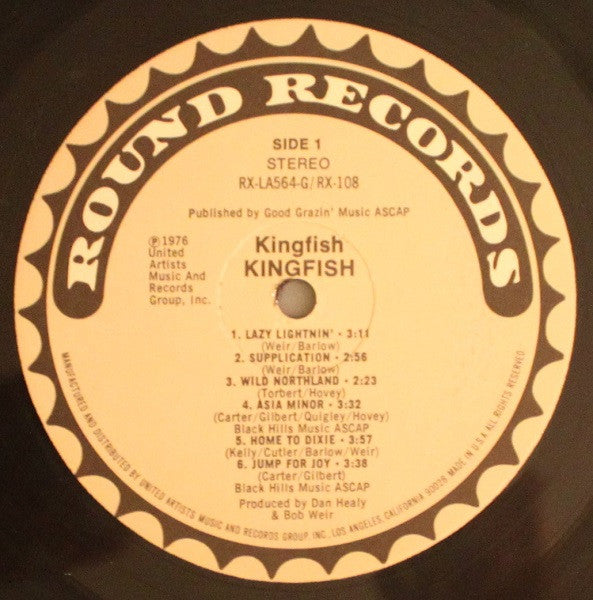 ROUND RECORDS
SIDE 1
STEREO
RX-LA564-G/RX-108
Published by Good Grazin' Music ASCAP
℗1976
United
Artists
Music And
Records
Group, Inc.
Kingfish
KINGFISH
1. LAZY LIGHTNIN' - 3:11
(Weir/Barlow)
2. SUPPLICATION - 2:56
(Weir/Barlow)
3. WILD NORTHLAND - 2:23
(Torbert/Hovey)
4. ASIA MINOR - 3:32
(Carter/Gilbert/Quigley/Hovey)
Black Hills Music ASCAP
5. HOME TO DIXIE - 3:57
(Kelly/Cutler/Barlow/Weir)
6. JUMP FOR JOY - 3:38
(Carter/Gilbert)
Black Hills Music ASCAP
Produced by Dan Healy
& Bob Weir
MANUFACTURED AND DISTRIBUTED BY UNITED ARTISTS MUSIC AND RECORDS GROUP, INC., LOS ANGELES, CALIFORNIA 90028 MADE IN U.S.A. ALL RIGHTS RESERVED.